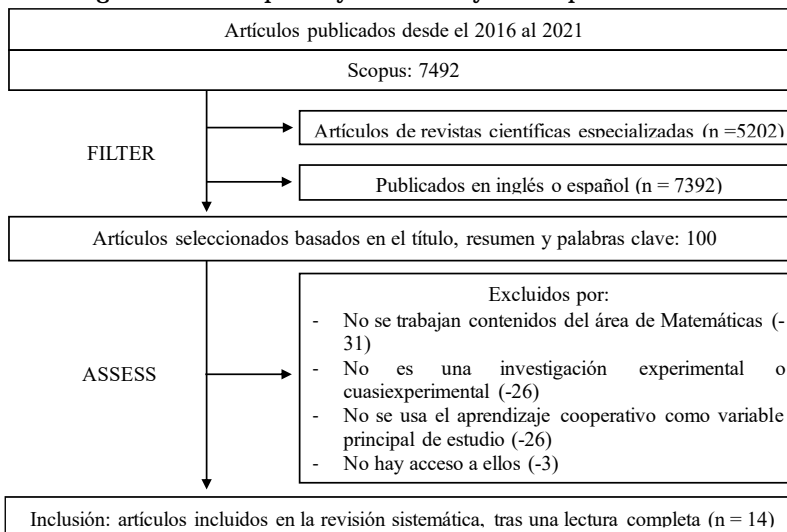 Artículos publicados desde el 2016 al 2021
Scopus: 7492
Artículos de revistas científicas especializadas (n =5202)
FILTER
Publicados en inglés o español (n = 7392)
Artículos seleccionados basados en el título, resumen y palabras clave: 100
Excluidos por:
- No se trabajan contenidos del área de Matemáticas (-
31)
- No es una investigación experimental o
cuasiexperimental (-26)
- No se usa el aprendizaje cooperativo como variable
principal de estudio (-26)
- No hay acceso a ellos (-3)
ASSESS
Inclusión: artículos incluidos en la revisión sistemática, tras una lectura completa (n = 14)